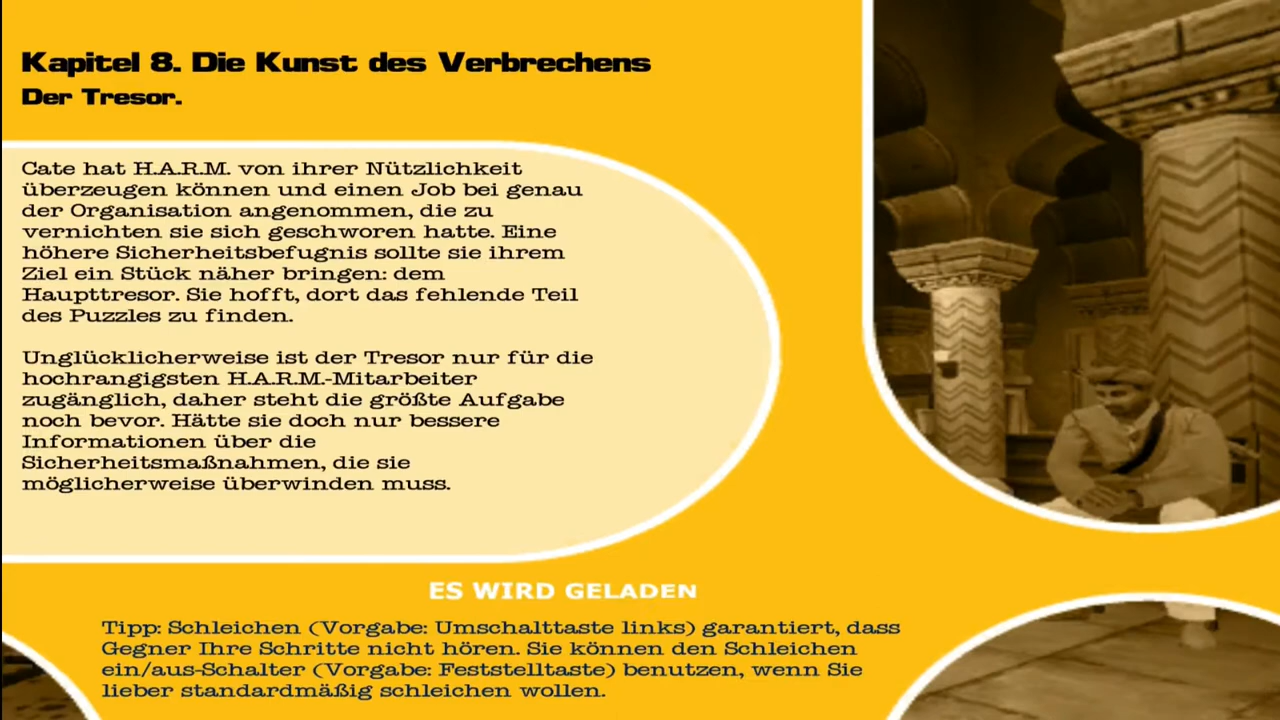 Kapitel 8. Die Kunst des Verbrechens
Der Tresor.
Cate hat H.A.R.M. von ihrer Nützlichkeit
überzeugen können und einen Job bei genau
der Organisation angenommen, die zu
vernichten sie sich geschworen hatte. Eine
höhere Sicherheitsbefugnis sollte sie ihrem
Ziel ein Stück näher bringen: dem
Haupttresor. Sie hofft, dort das fehlende Teil
des Puzzles zu finden.
Unglücklicherweise ist der Tresor nur für die
hochrangigsten H.A.R.M.-Mitarbeiter
zugänglich, daher steht die größte Aufgabe
noch bevor. Hätte sie doch nur bessere
Informationen über die
Sicherheitsmaßnahmen, die sie
möglicherweise überwinden muss.
ES WIRD GELADEN
Tipp: Schleichen (Vorgabe: Umschalttaste links) garantiert, dass
Gegner Ihre Schritte nicht hören. Sie können den Schleichen
ein/aus-Schalter (Vorgabe: Feststelltaste) benutzen, wenn Sie
lieber standardmäßig schleichen wollen.